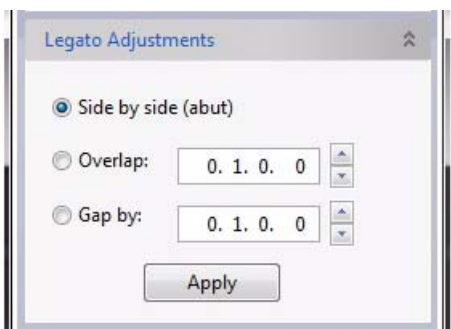 Legato Adjustments
Side by side (abut)
Overlap: 0. 1. 0. 0
Gap by: 0. 1. 0. 0
Apply